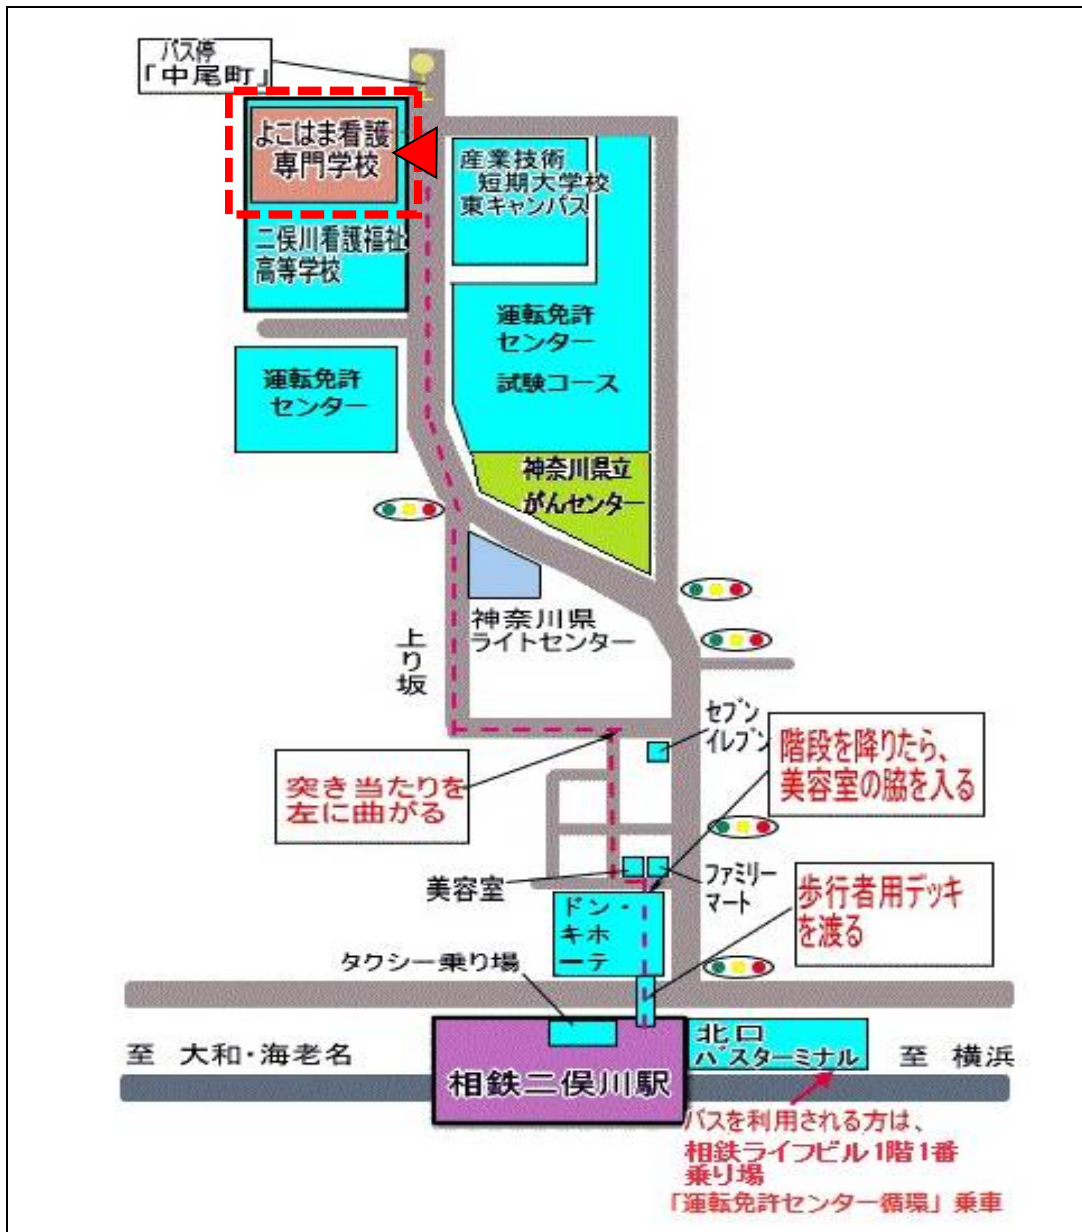 バス停
「中尾町」
よこはま看護
専門学校
産業技術
短期大学校
東キャンパス
二俣川看護福祉
高等学校
運転免許
センター
試験コース
運転免許
センター
神奈川県立
がんセンター
神奈川県
ライトセンター
上り坂
セブン
イレブン
階段を降りたら、
美容室の脇を入る
突き当たりを
左に曲がる
美容室
ファミリー
マート
歩行者用デッキ
を渡る
ドン・
キホ
ーテ
タクシー乗り場
北口
バスターミナル
至 大和・海老名
至 横浜
相鉄二俣川駅
バスを利用される方は、
相鉄ライフビル1階1番
乗り場
「運転免許センター循環」乗車